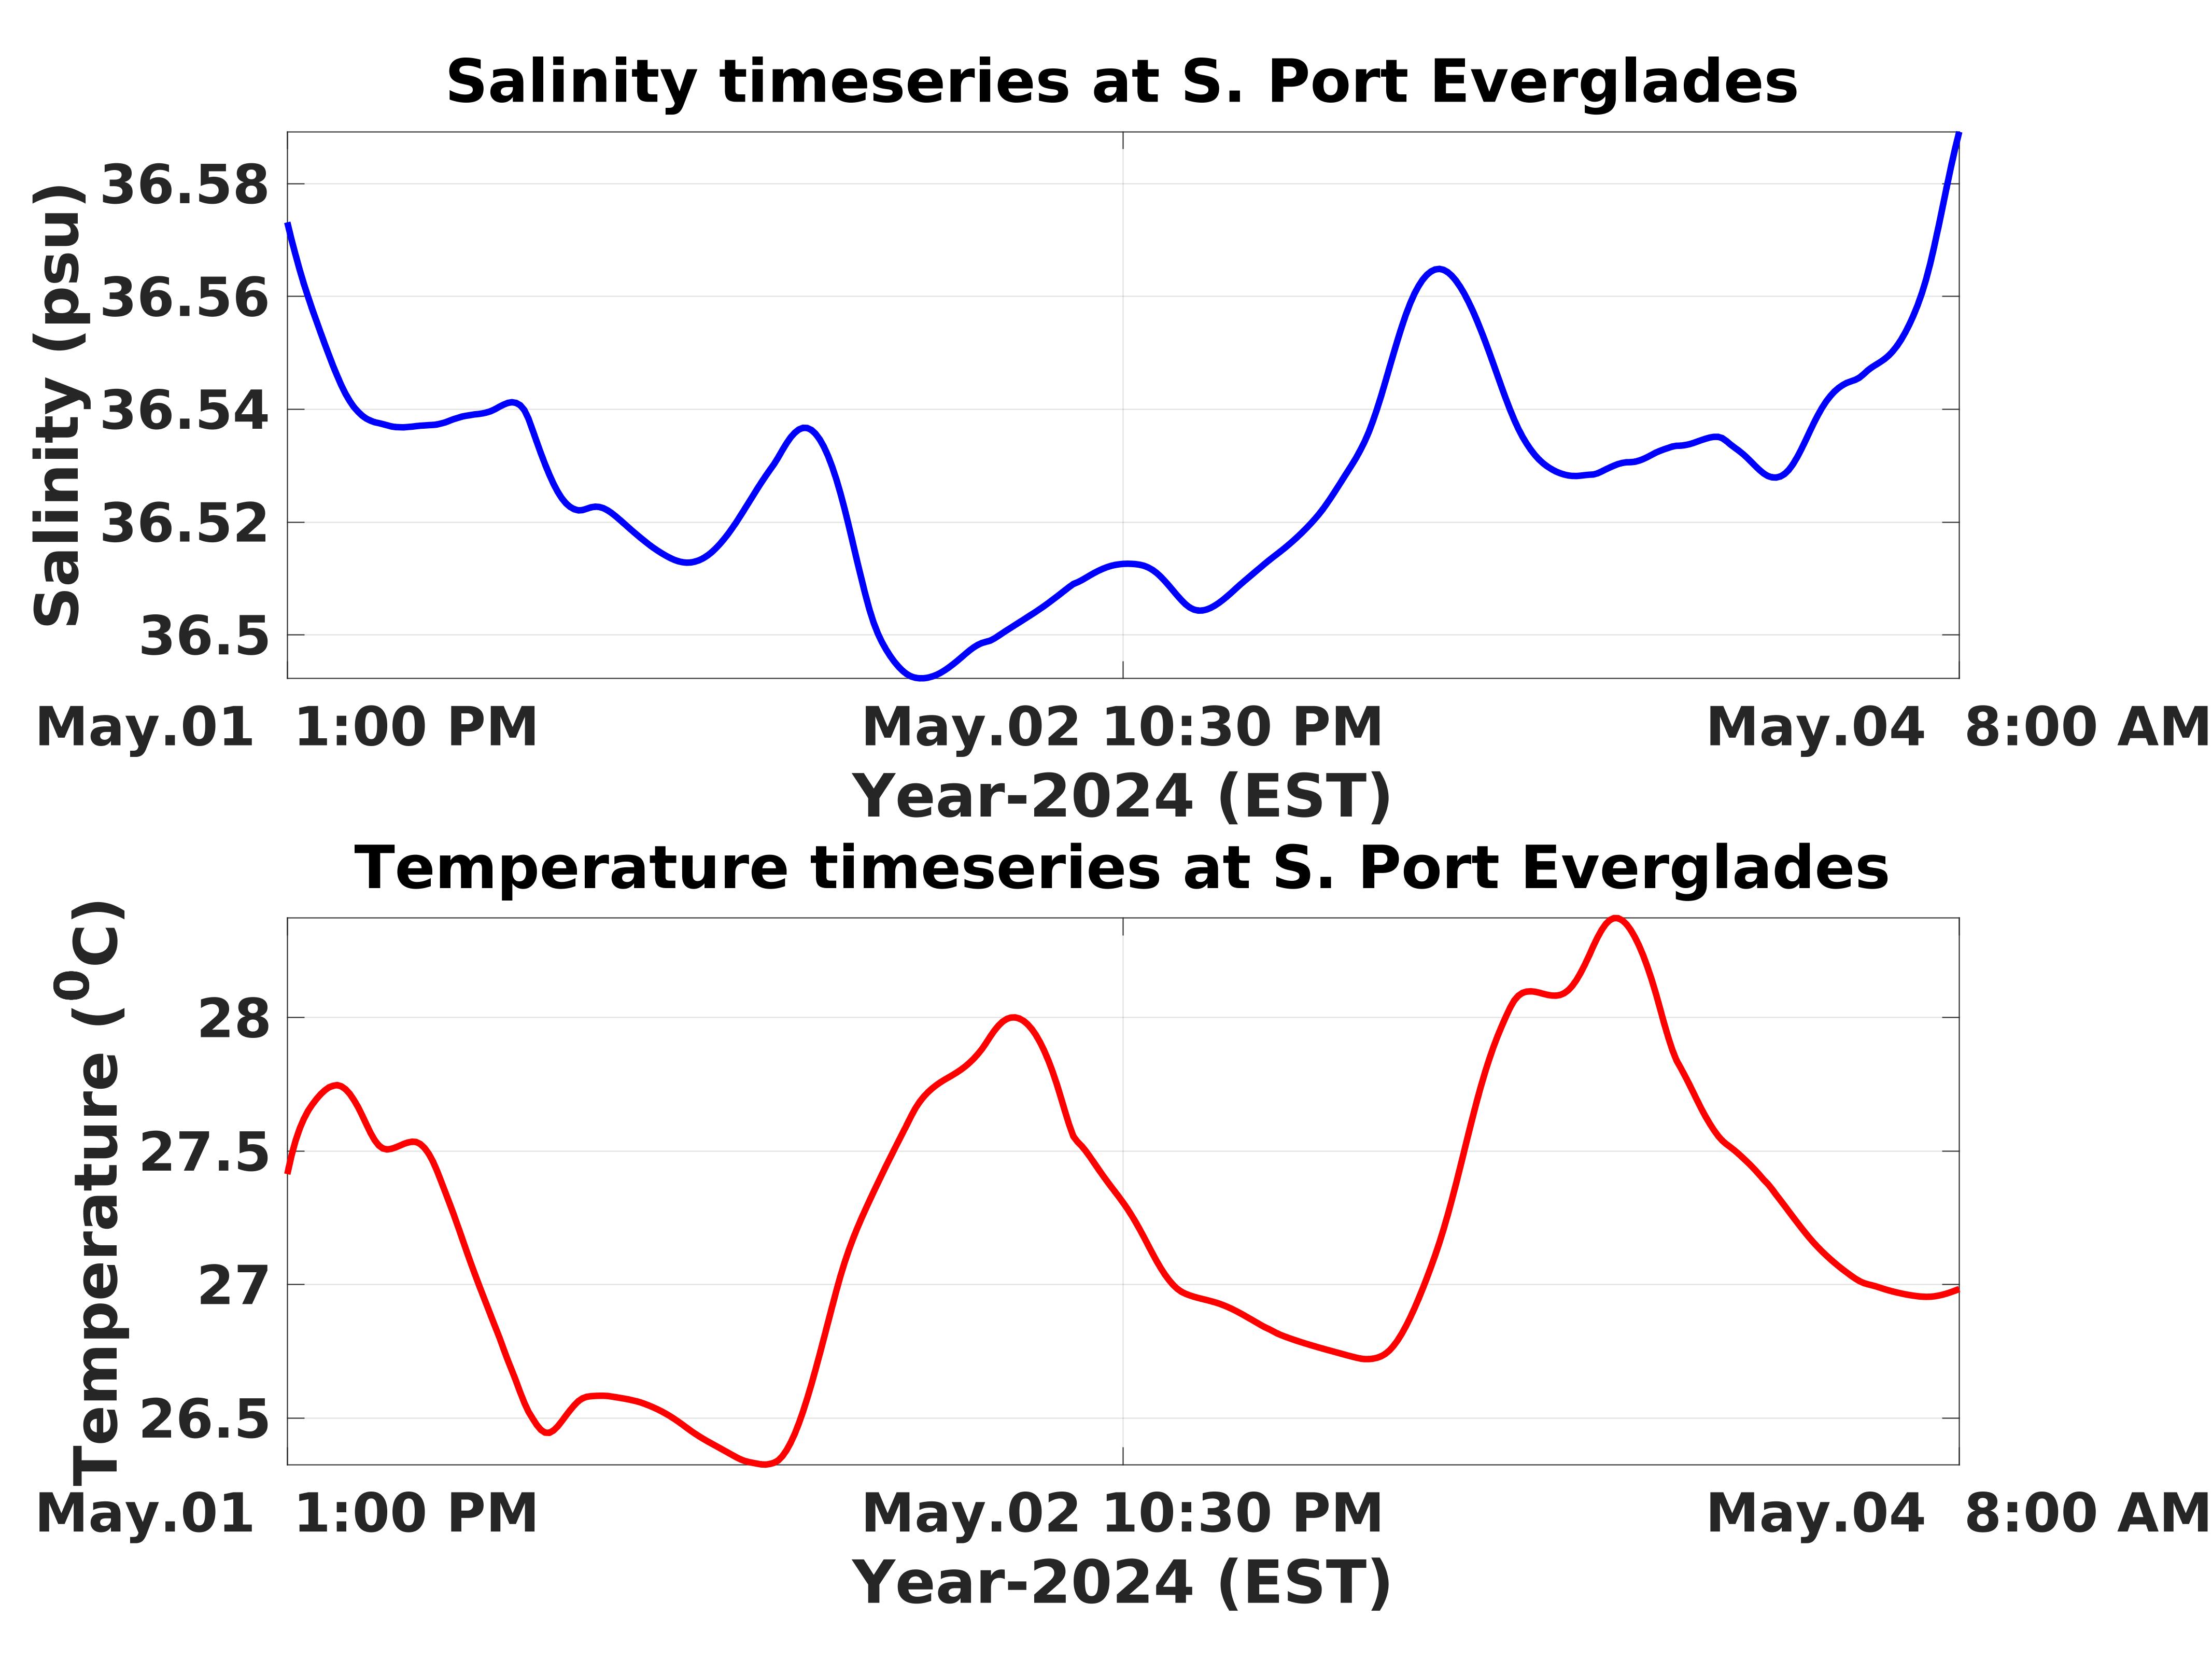 Salinity timeseries at S. Port Everglades
Salinity (psu)
36.58
36.56
36.54
36.52
36.5
May.01  1:00 PM
May.02 10:30 PM
May.04  8:00 AM
Year-2024 (EST)
Temperature timeseries at S. Port Everglades
Temperature (⁰C)
28
27.5
27
26.5
May.01  1:00 PM
May.02 10:30 PM
May.04  8:00 AM
Year-2024 (EST)